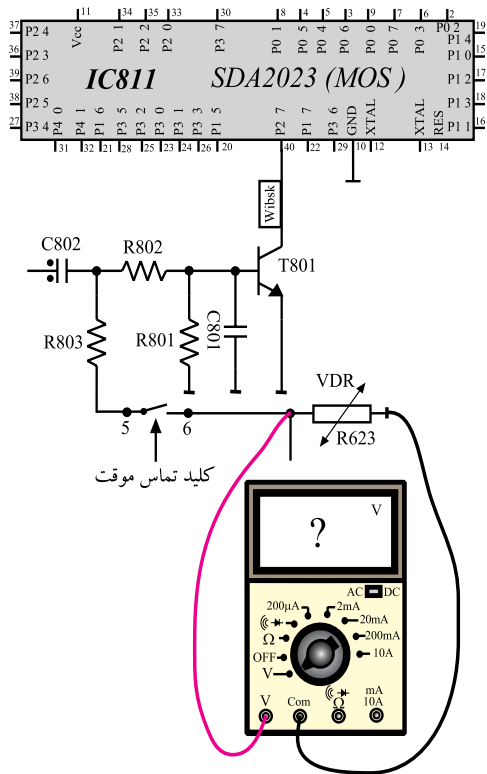 11 34 35 33 30 8 4 5 3 9 7 6 2
37 P2 4 Vcc P2 1 P2 2 P2 0 P3 7 P0 1 P0 5 P0 4 P0 6 P0 0 P0 7 P0 3 P0 2 19
P1 4 18
36 P2 3 P1 0 15
39 P2 6 IC811 SDA2023 (MOS) P1 2 17
38 P2 5 P1 3 18
27 P3 4 P4 0 P4 1 P1 6 P3 5 P3 2 P3 0 P3 1 P3 3 P1 5 P2 7 P1 7 P3 6 GND XTAL XTAL RES P1 1 16
31 32 21 28 25 23 24 26 20 40 22 29 10 12 13 14
Wibsk
C802
R802
T801
R803
R801
C801
VDR
5
6
R623
کلید تماس موقت
V
?
AC DC
200µA
2mA
20mA
Ω
200mA
OFF
10A
V
V
Com
Ω
mA
10A